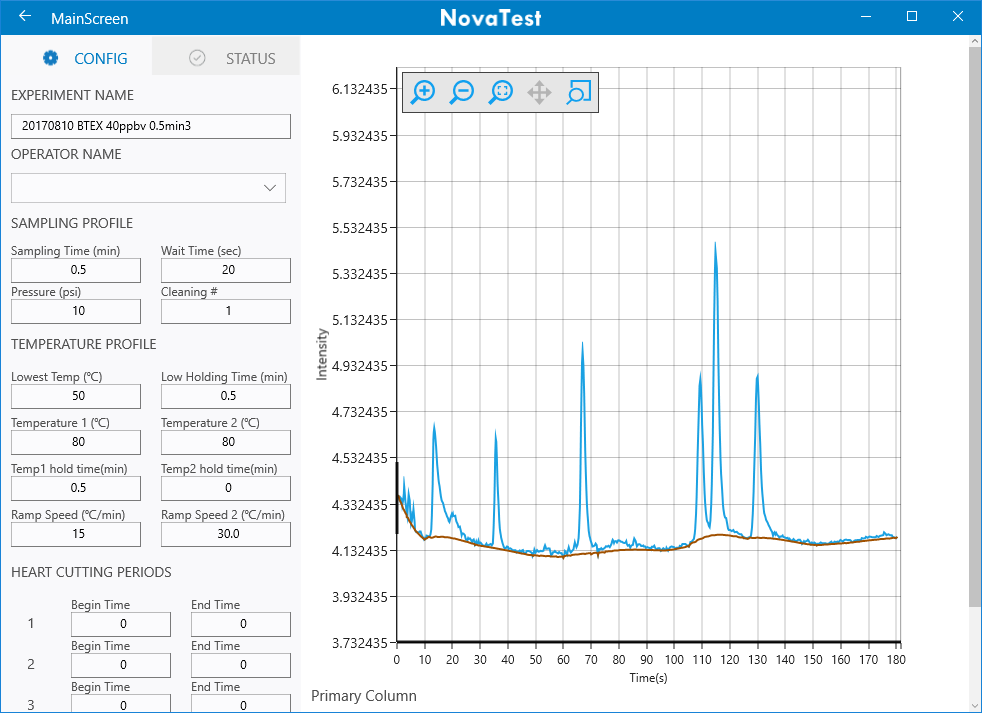 MainScreen
NovaTest
CONFIG
STATUS
EXPERIMENT NAME
20170810 BTEX 40ppbv 0.5min3
OPERATOR NAME
SAMPLING PROFILE
Sampling Time (min) Wait Time (sec)
0.5 20
Pressure (psi) Cleaning #
10 1
TEMPERATURE PROFILE
Lowest Temp (℃) Low Holding Time (min)
50 0.5
Temperature 1 (℃) Temperature 2 (℃)
80 80
Temp1 hold time(min) Temp2 hold time(min)
0.5 0
Ramp Speed (℃/min) Ramp Speed 2 (℃/min)
15 30.0
HEART CUTTING PERIODS
Begin Time End Time
1 0 0
Begin Time End Time
2 0 0
Begin Time End Time
3 0 0
6.132435
5.932435
5.732435
5.532435
5.332435
5.132435
4.932435
4.732435
4.532435
4.332435
4.132435
3.932435
3.732435
Intensity
0 10 20 30 40 50 60 70 80 90 100 110 120 130 140 150 160 170 180
Time(s)
Primary Column